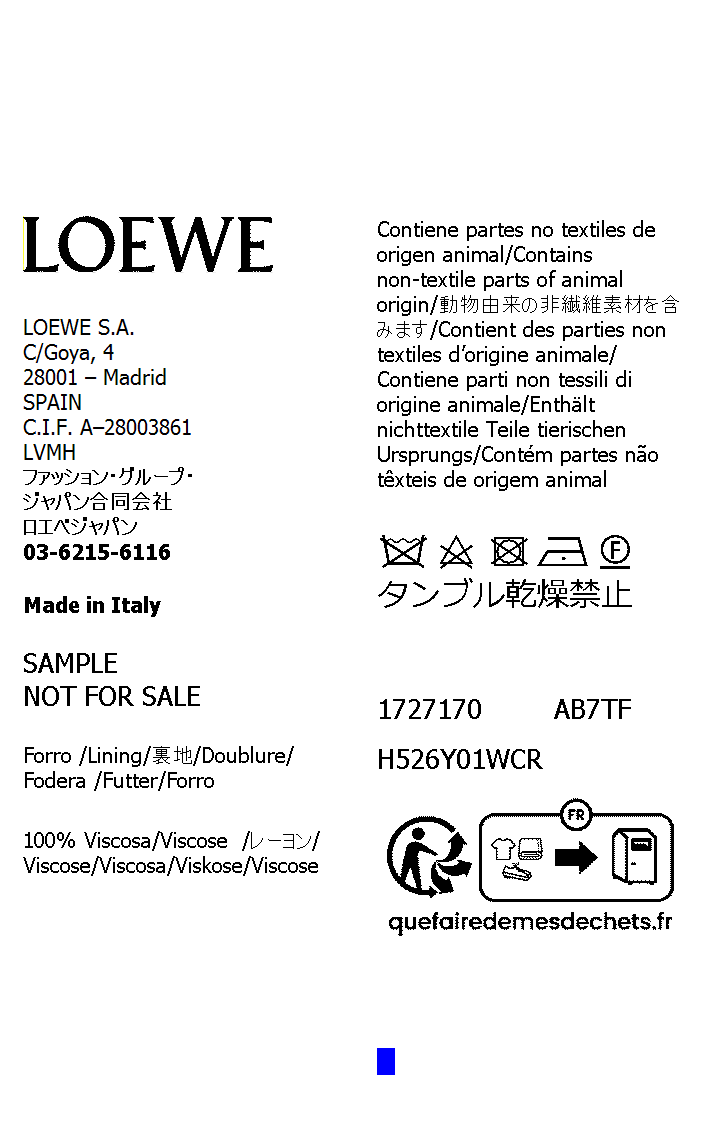 LOEWE
LOEWE S.A.
C/Goya, 4
28001 – Madrid
SPAIN
C.I.F. A–28003861
LVMH
ファッション・グループ・
ジャパン合同会社
ロエベジャパン
03-6215-6116
Made in Italy
SAMPLE
NOT FOR SALE
Forro /Lining/裏地/Doublure/
Fodera /Futter/Forro
100% Viscosa/Viscose /レーヨン/
Viscose/Viscosa/Viskose/Viscose
Contiene partes no textiles de
origen animal/Contains
non-textile parts of animal
origin/動物由来の非繊維素材を含
みます/Contient des parties non
textiles d’origine animale/
Contiene parti non tessili di
origine animale/Enthält
nichttextile Teile tierischen
Ursprungs/Contém partes não
têxteis de origem animal
F
タンブル乾燥禁止
1727170 AB7TF
H526Y01WCR
FR
quefairedemesdechets.fr